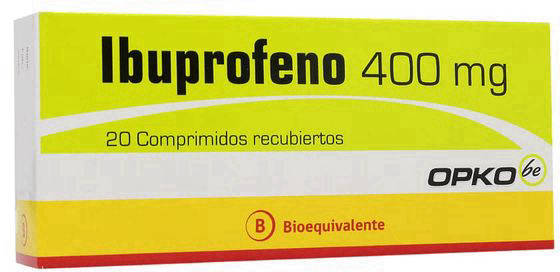 Ibuprofeno 400 mg
20 Comprimidos recubiertos
OPKO be
B Bioequivalente